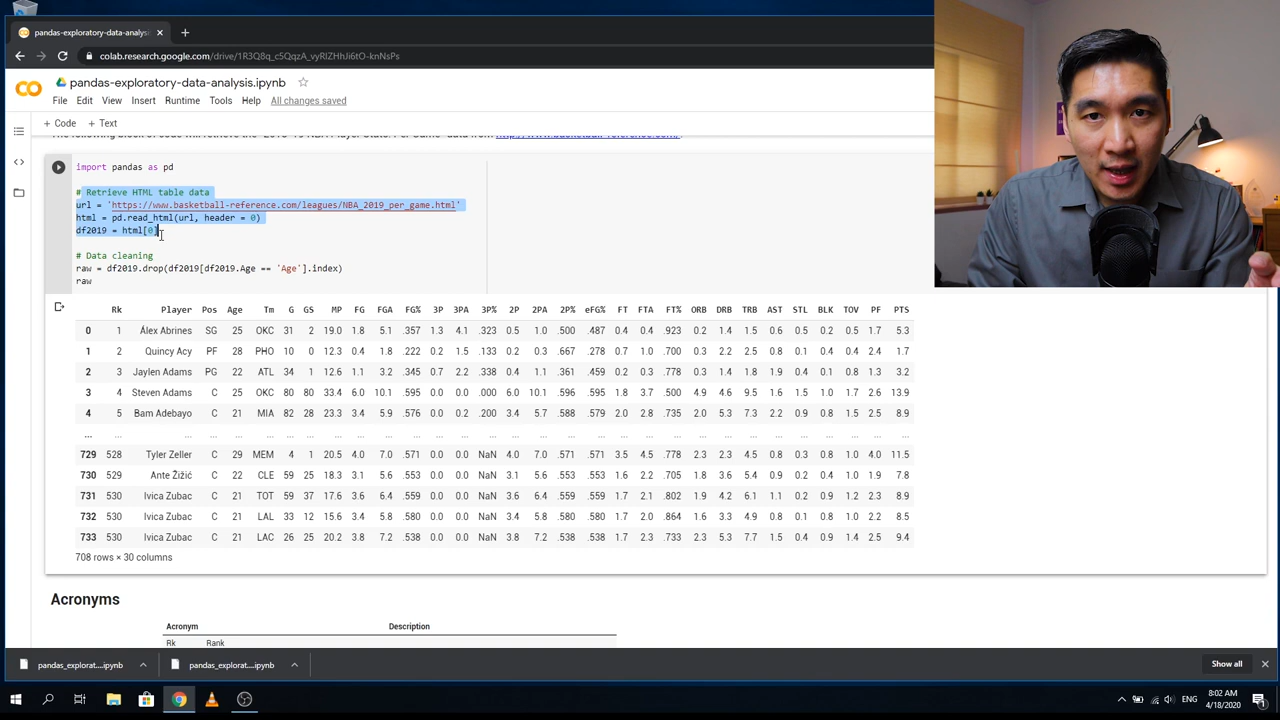 pandas-exploratory-data-analysis
colab.research.google.com/drive/1R3Q8q_c5QqzA_vyRIZHhJi6tO-knNsPs
pandas-exploratory-data-analysis.ipynb
File Edit View Insert Runtime Tools Help All changes saved
+ Code + Text
import pandas as pd
# Retrieve HTML table data
url = 'https://www.basketball-reference.com/leagues/NBA_2019_per_game.html'
html = pd.read_html(url, header = 0)
df2019 = html[0]
# Data cleaning
raw = df2019.drop(df2019[df2019.Age == 'Age'].index)
raw
Rk Player Pos Age Tm G GS MP FG FGA FG% 3P 3PA 3P% 2P 2PA 2P% eFG% FT FTA FT% ORB DRB TRB AST STL BLK TOV PF PTS
0 1 Álex Abrines SG 25 OKC 31 2 19.0 1.8 5.1 .357 1.3 4.1 .323 0.5 1.0 .500 .487 0.4 0.4 .923 0.2 1.4 1.5 0.6 0.5 0.2 0.5 1.7 5.3
1 2 Quincy Acy PF 28 PHO 10 0 12.3 0.4 1.8 .222 0.2 1.5 .133 0.2 0.3 .667 .278 0.7 1.0 .700 0.3 2.2 2.5 0.8 0.1 0.4 0.4 2.4 1.7
2 3 Jaylen Adams PG 22 ATL 34 1 12.6 1.1 3.2 .345 0.7 2.2 .338 0.4 1.1 .361 .459 0.2 0.3 .778 0.3 1.4 1.8 1.9 0.4 0.1 0.8 1.3 3.2
3 4 Steven Adams C 25 OKC 80 80 33.4 6.0 10.1 .595 0.0 0.0 .000 6.0 10.1 .596 .595 1.8 3.7 .500 4.9 4.6 9.5 1.6 1.5 1.0 1.7 2.6 13.9
4 5 Bam Adebayo C 21 MIA 82 28 23.3 3.4 5.9 .576 0.0 0.2 .200 3.4 5.7 .588 .579 2.0 2.8 .735 2.0 5.3 7.3 2.2 0.9 0.8 1.5 2.5 8.9
... ... ... ... ... ... ... ... ... ... ... ... ... ... ... ... ... ... ... ... ... ... ... ... ... ... ... ... ... ... ...
729 528 Tyler Zeller C 29 MEM 4 1 20.5 4.0 7.0 .571 0.0 0.0 NaN 4.0 7.0 .571 .571 3.5 4.5 .778 2.3 2.3 4.5 0.8 0.3 0.8 1.0 4.0 11.5
730 529 Ante Žižić C 22 CLE 59 25 18.3 3.1 5.6 .553 0.0 0.0 NaN 3.1 5.6 .553 .553 1.6 2.2 .705 1.8 3.6 5.4 0.9 0.2 0.4 1.0 1.9 7.8
731 530 Ivica Zubac C 21 TOT 59 37 17.6 3.6 6.4 .559 0.0 0.0 NaN 3.6 6.4 .559 .559 1.7 2.1 .802 1.9 4.2 6.1 1.1 0.2 0.9 1.2 2.3 8.9
732 530 Ivica Zubac C 21 LAL 33 12 15.6 3.4 5.8 .580 0.0 0.0 NaN 3.4 5.8 .580 .580 1.7 2.0 .864 1.6 3.3 4.9 0.8 0.1 0.8 1.0 2.2 8.5
733 530 Ivica Zubac C 21 LAC 26 25 20.2 3.8 7.2 .538 0.0 0.0 NaN 3.8 7.2 .538 .538 1.7 2.3 .733 2.3 5.3 7.7 1.5 0.4 0.9 1.4 2.5 9.4
708 rows × 30 columns
Acronyms
Acronym Description
Rk Rank
pandas_explorat....ipynb pandas_explorat....ipynb Show all
ENG 8:02 AM
4/18/2020